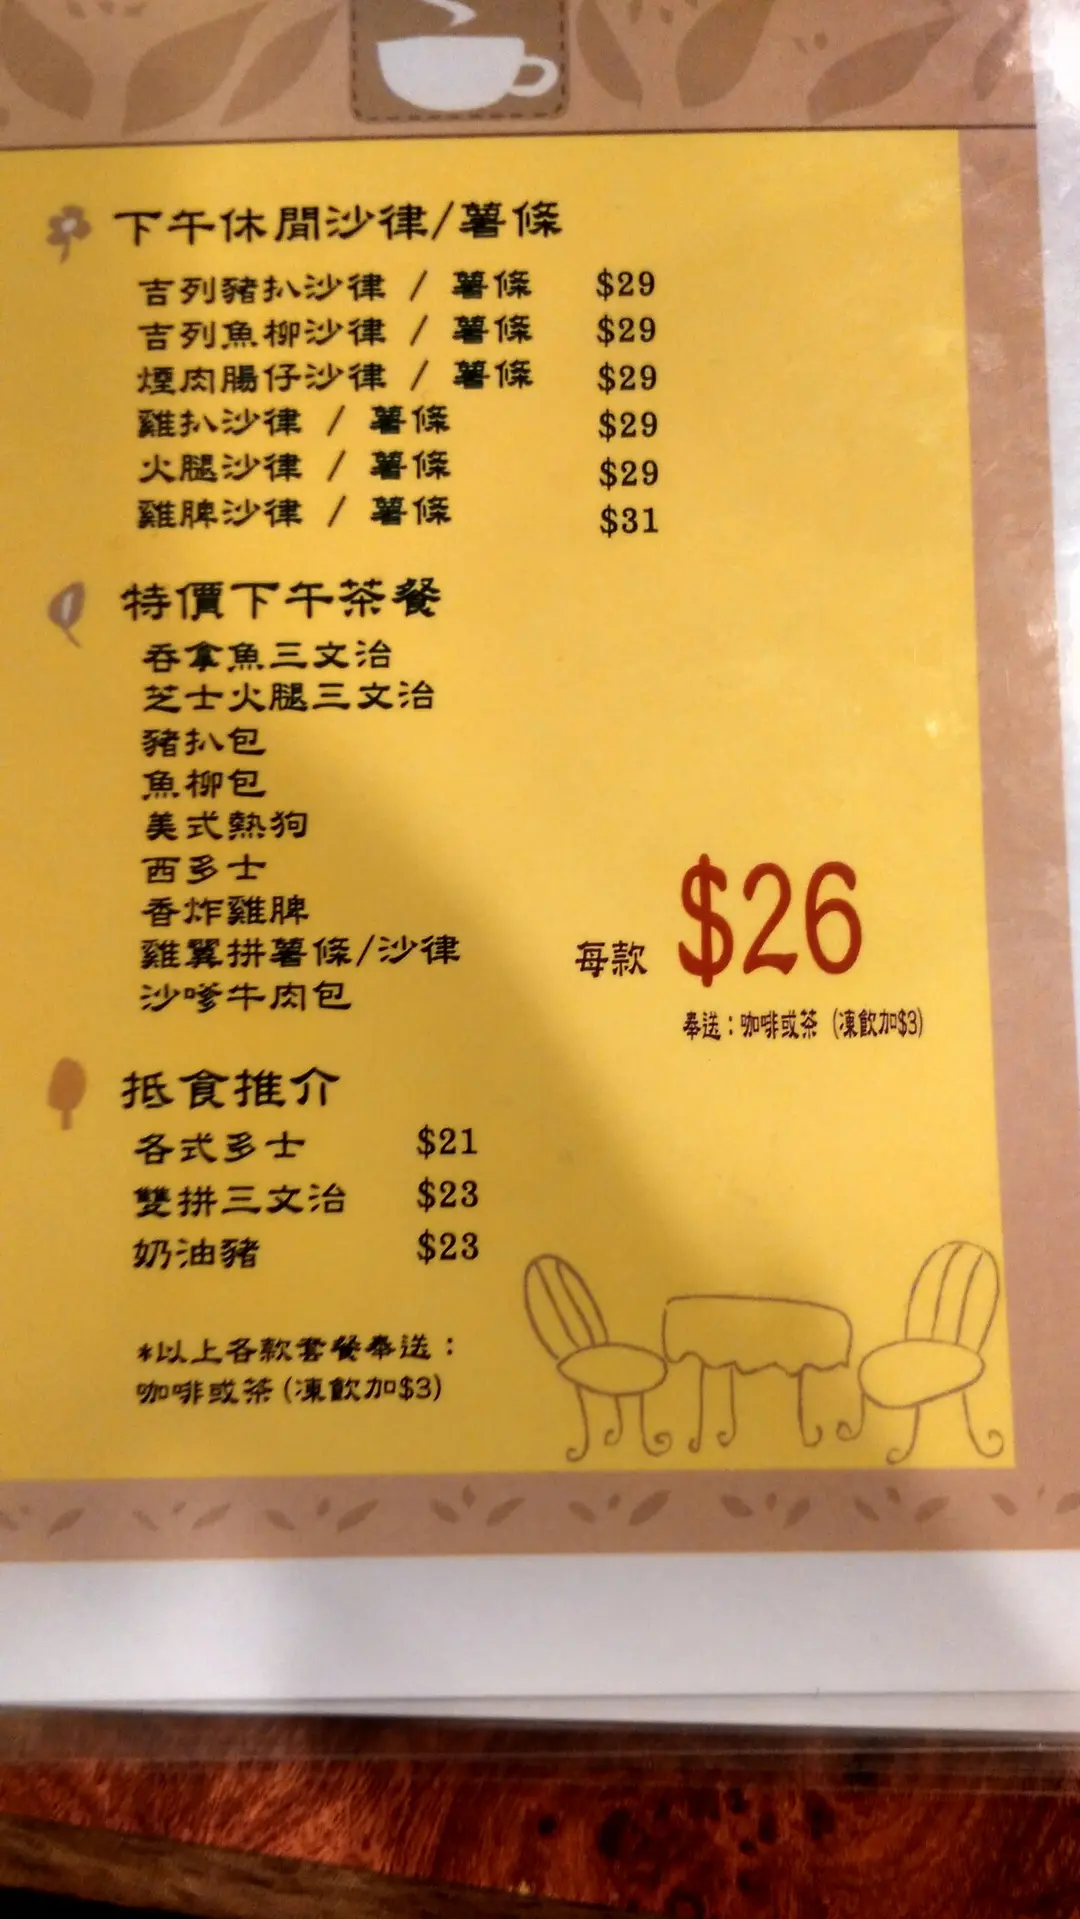 下午休閒沙律/薯條
吉列豬扒沙律 / 薯條 $29
吉列魚柳沙律 / 薯條 $29
煙肉腸仔沙律 / 薯條 $29
雞扒沙律 / 薯條 $29
火腿沙律 / 薯條 $29
雞脾沙律 / 薯條 $31
特價下午茶餐
吞拿魚三文治
芝士火腿三文治
豬扒包
魚柳包
美式熱狗
西多士
香炸雞脾
雞翼拼薯條/沙律
沙嗲牛肉包
每款 $26
奉送：咖啡或茶 (凍飲加$3)
抵食推介
各式多士 $21
雙拼三文治 $23
奶油豬 $23
*以上各款套餐奉送：
咖啡或茶(凍飲加$3)